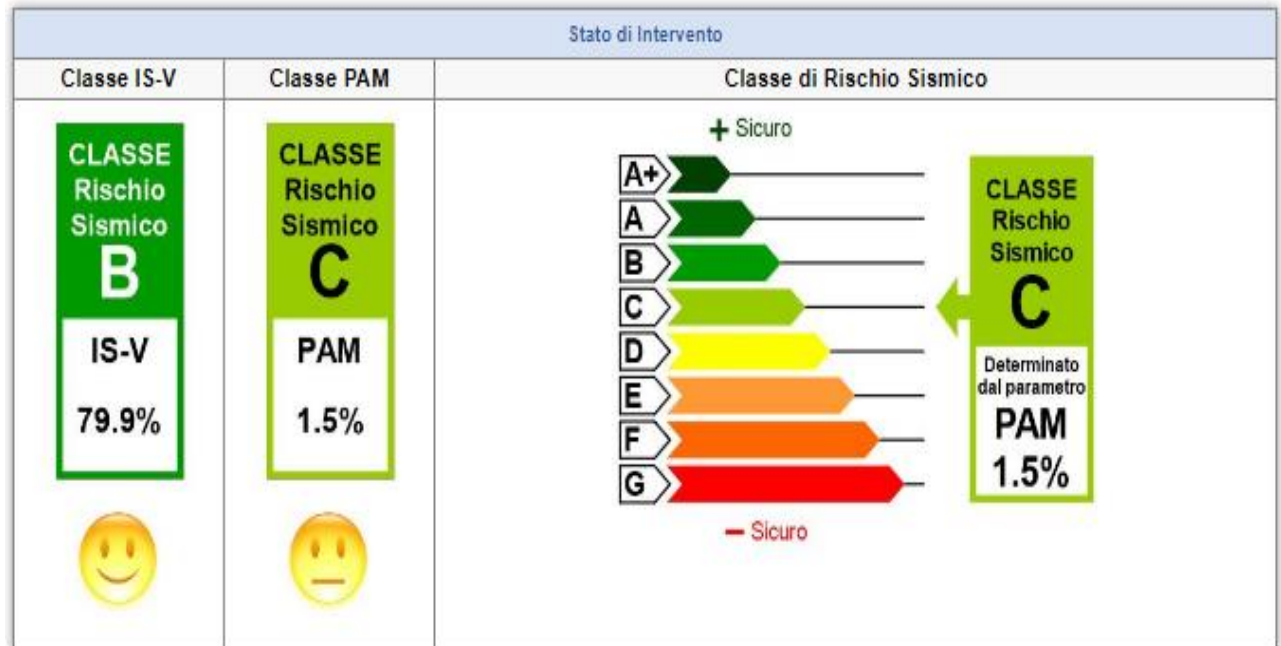 Stato di Intervento
Classe IS-V
Classe PAM
Classe di Rischio Sismico
CLASSE
Rischio
Sismico
B
IS-V
79.9%
CLASSE
Rischio
Sismico
C
PAM
1.5%
+ Sicuro
A+
A
B
C
D
E
F
G
- Sicuro
CLASSE
Rischio
Sismico
C
Determinato
dal parametro
PAM
1.5%